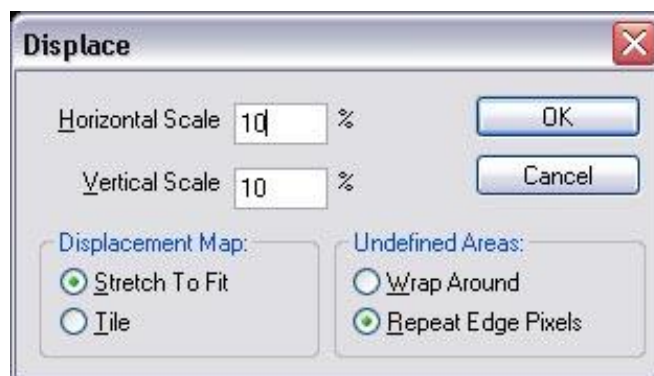 Displace
Horizontal Scale 10 % OK
Vertical Scale 10 % Cancel
Displacement Map: Undefined Areas:
Stretch To Fit Wrap Around
Tile Repeat Edge Pixels